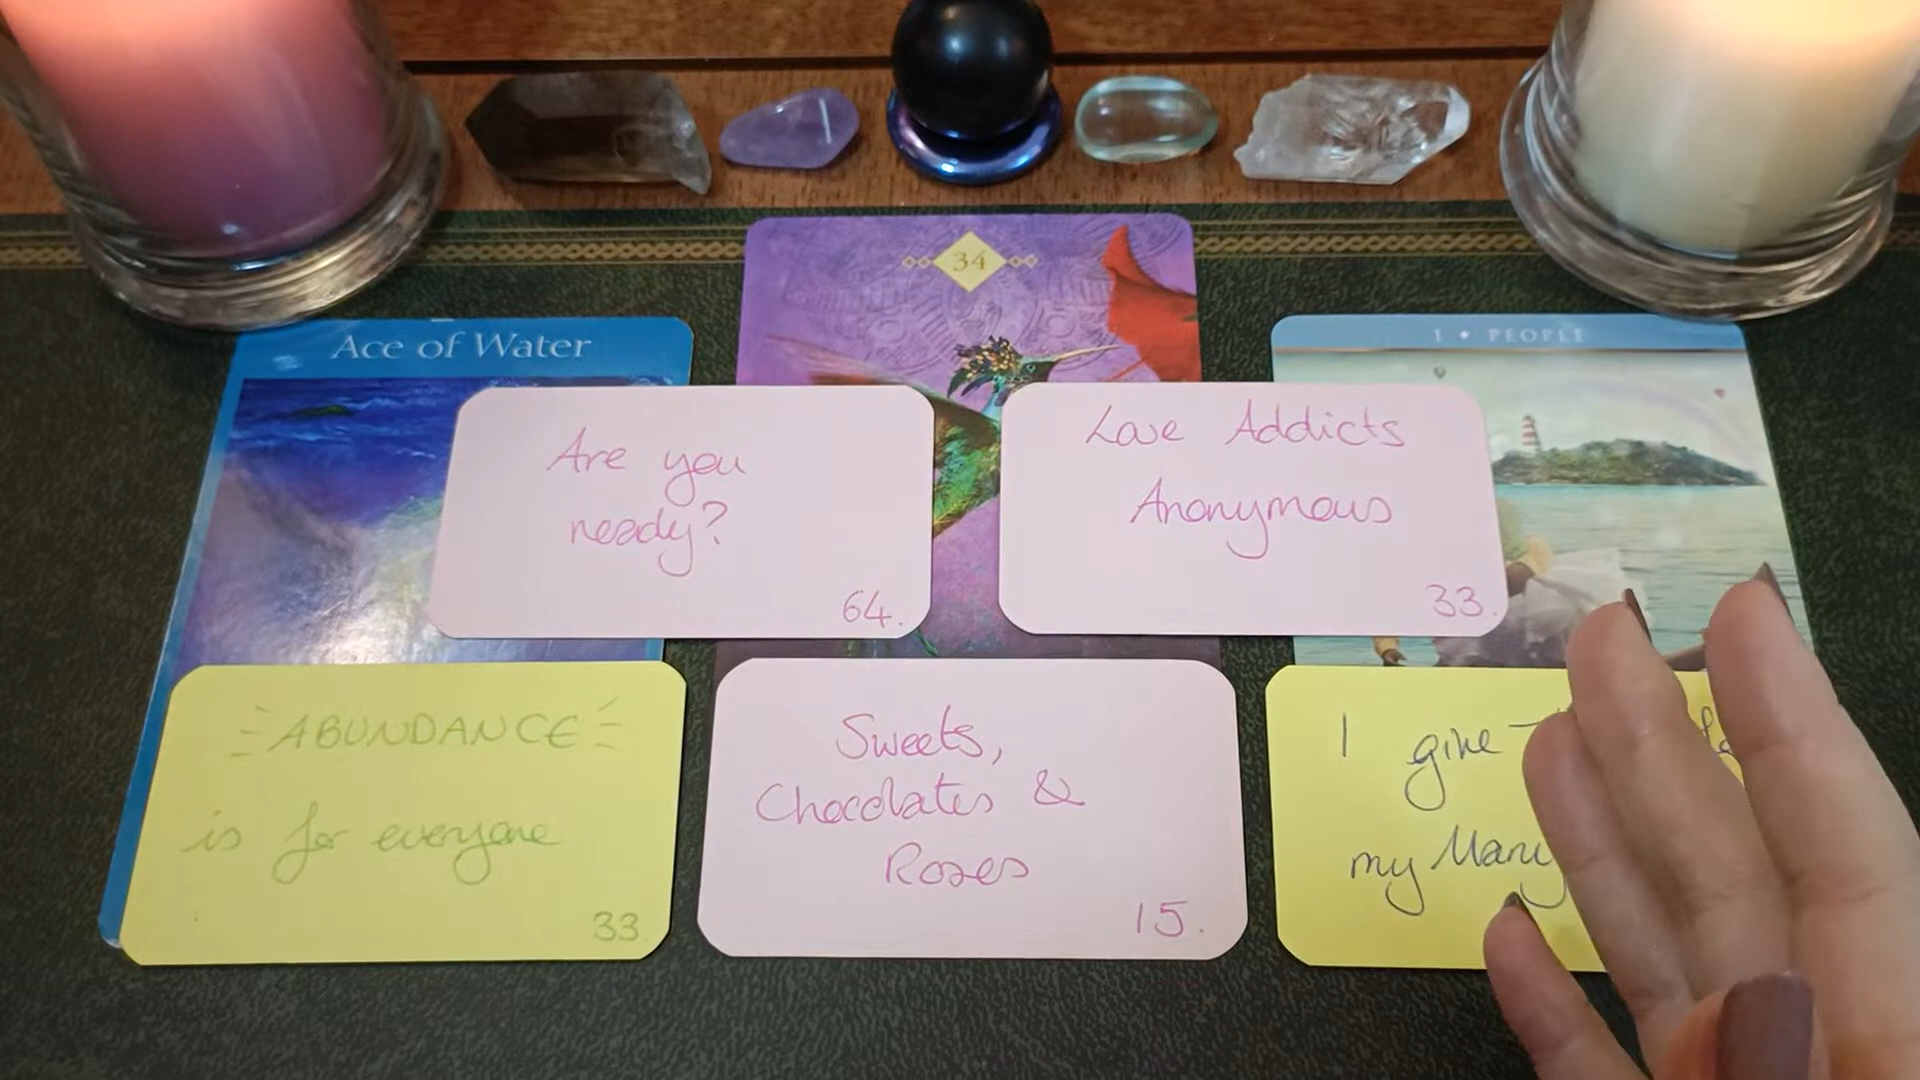 34
Ace of Water
1 • PEOPLE
Are you
needy?
64.
Love Addicts
Anonymous
33.
ABUNDANCE
is for everyone
33
Sweets,
Chocolates &
Roses
15.
I give
my Many